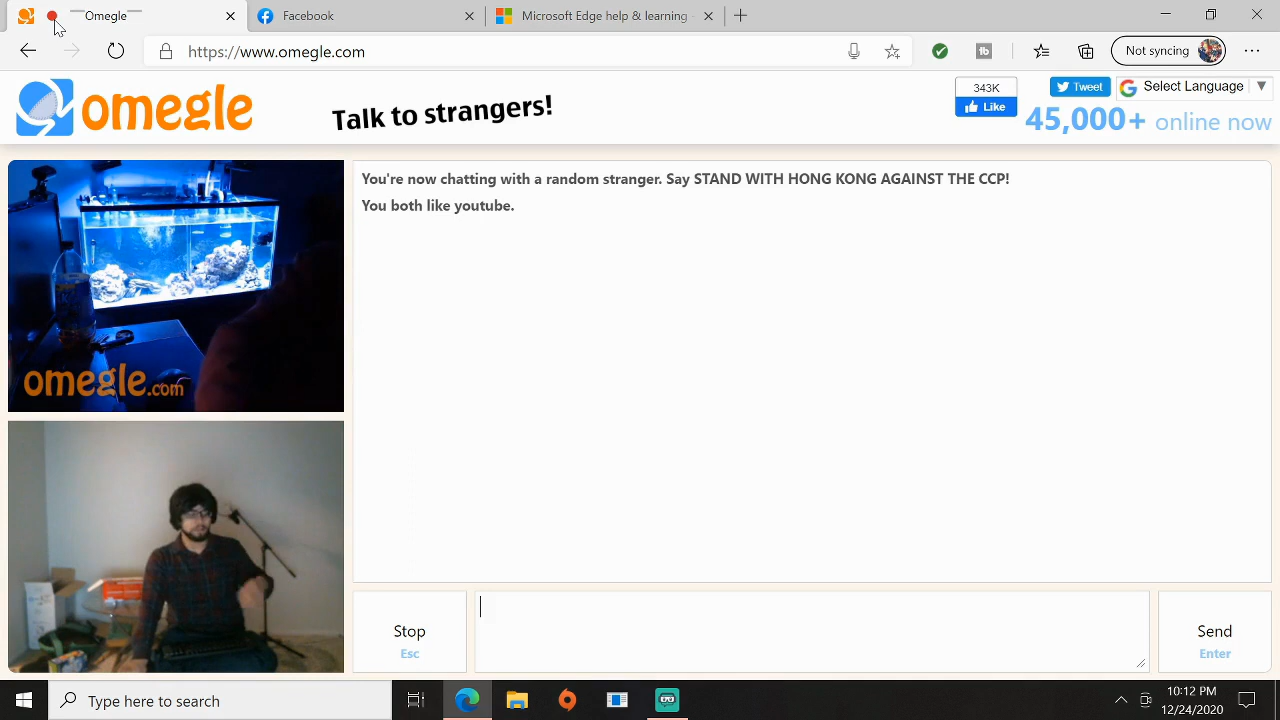 Omegle
Facebook
Microsoft Edge help & learning
https://www.omegle.com
Not syncing
omegle
Talk to strangers!
343K
Like
Tweet
Select Language
45,000+ online now
omegle.com
You're now chatting with a random stranger. Say STAND WITH HONG KONG AGAINST THE CCP!
You both like youtube.
Stop
Esc
Send
Enter
Type here to search
10:12 PM
12/24/2020